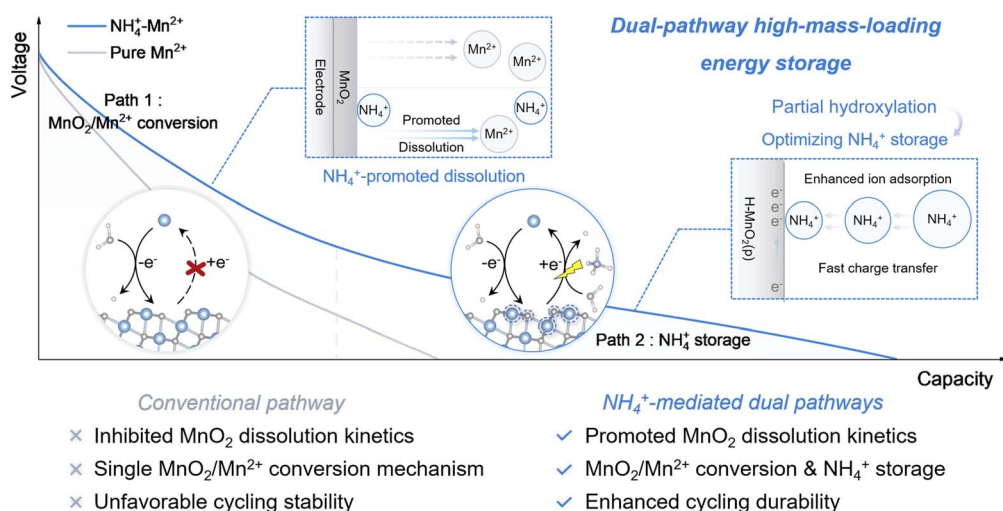 Voltage
NH₄⁺-Mn²⁺
Pure Mn²⁺
Path 1 :
MnO₂/Mn²⁺ conversion
Electrode
MnO₂
Mn²⁺
Mn²⁺
NH₄⁺
NH₄⁺
Promoted
Mn²⁺
Dissolution
NH₄⁺-promoted dissolution
Dual-pathway high-mass-loading
energy storage
Partial hydroxylation
Optimizing NH₄⁺ storage
H-MnO₂(p)
Enhanced ion adsorption
e⁻
e⁻
e⁻
NH₄⁺
NH₄⁺
NH₄⁺
Fast charge transfer
e⁻
-e⁻
+e⁻
-e⁻
+e⁻
Path 2 : NH₄⁺ storage
Capacity
Conventional pathway
× Inhibited MnO₂ dissolution kinetics
× Single MnO₂/Mn²⁺ conversion mechanism
× Unfavorable cycling stability
NH₄⁺-mediated dual pathways
✓ Promoted MnO₂ dissolution kinetics
✓ MnO₂/Mn²⁺ conversion & NH₄⁺ storage
✓ Enhanced cycling durability